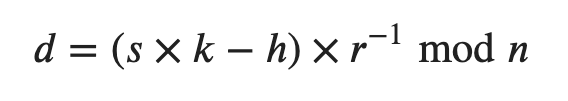 d = (s × k − h) × r⁻¹ mod n